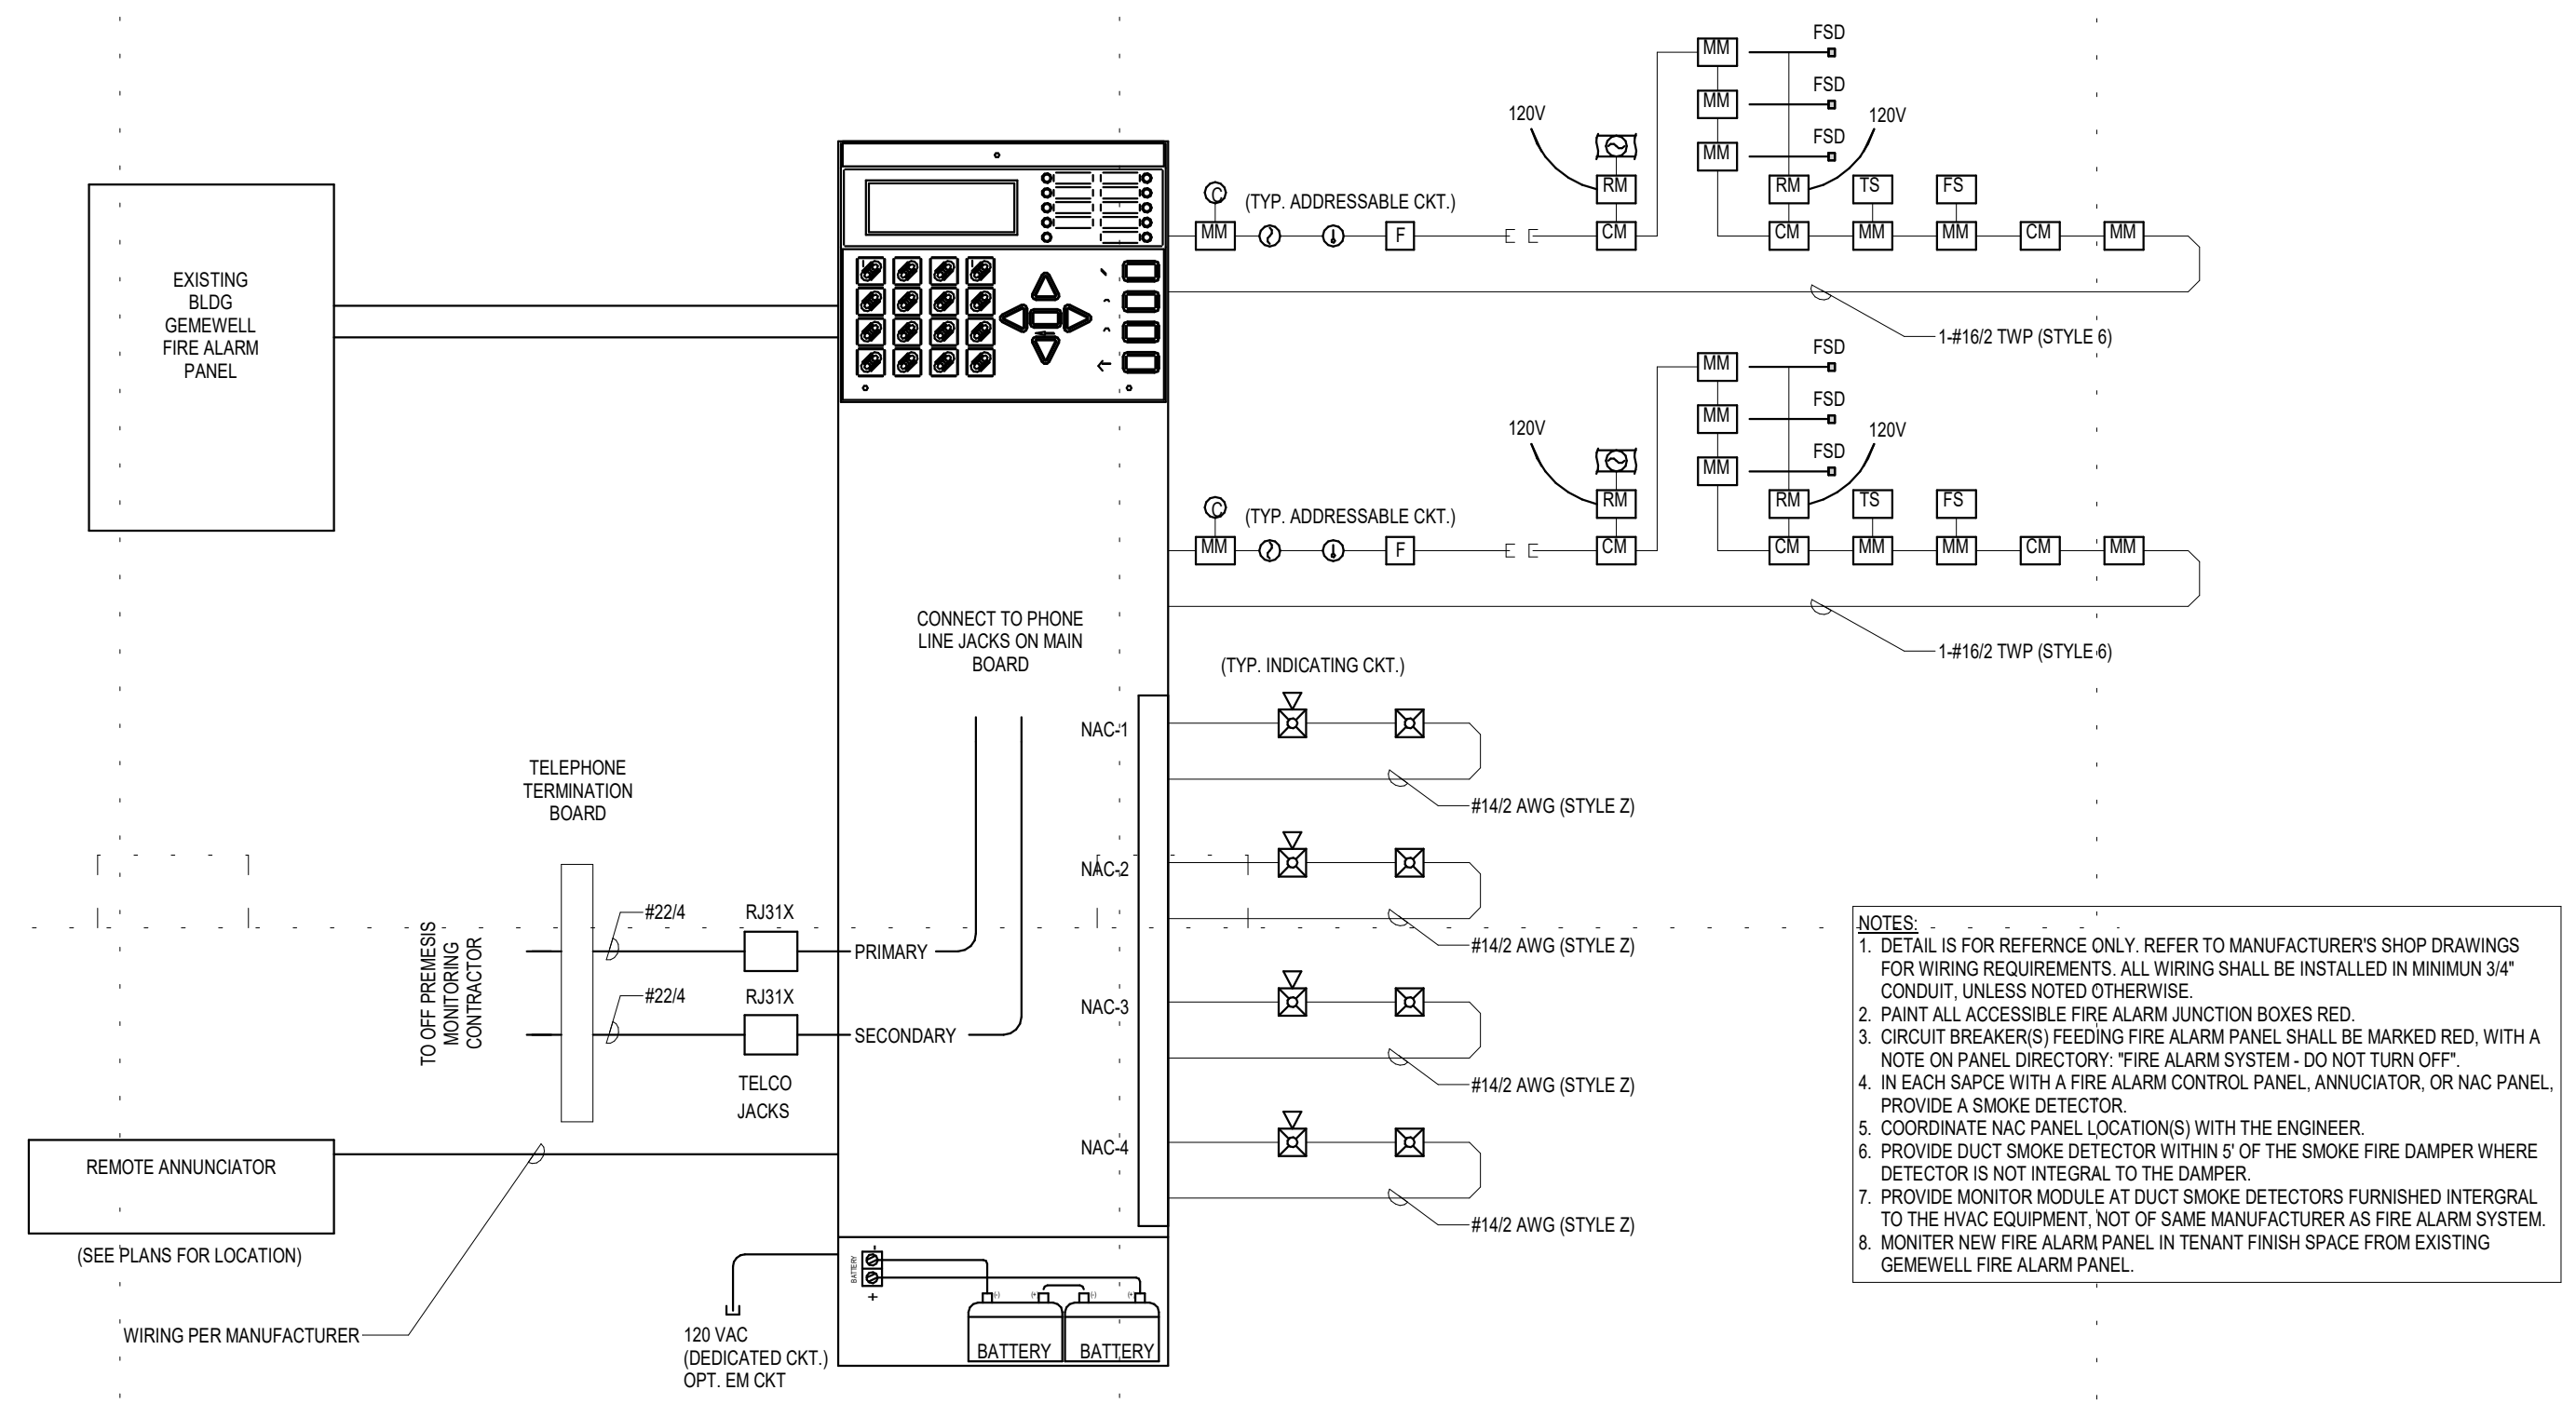 EXISTING
BLDG
GEMEWELL
FIRE ALARM
PANEL
FSD
MM
FSD
MM
FSD
MM
120V
120V
RM
RM
TS
FS
C
(TYP. ADDRESSABLE CKT.)
MM
F
CM
CM
MM
MM
CM
MM
1-#16/2 TWP (STYLE 6)
FSD
MM
FSD
MM
FSD
MM
120V
120V
RM
RM
TS
FS
C
(TYP. ADDRESSABLE CKT.)
MM
F
CM
CM
MM
MM
CM
MM
1-#16/2 TWP (STYLE 6)
CONNECT TO PHONE
LINE JACKS ON MAIN
BOARD
(TYP. INDICATING CKT.)
NAC-1
#14/2 AWG (STYLE Z)
NAC-2
#14/2 AWG (STYLE Z)
NAC-3
#14/2 AWG (STYLE Z)
NAC-4
#14/2 AWG (STYLE Z)
TELEPHONE
TERMINATION
BOARD
TO OFF PREMESIS
MONITORING
CONTRACTOR
#22/4
RJ31X
PRIMARY
#22/4
RJ31X
SECONDARY
TELCO
JACKS
REMOTE ANNUNCIATOR
(SEE PLANS FOR LOCATION)
WIRING PER MANUFACTURER
120 VAC
(DEDICATED CKT.)
OPT. EM CKT
BATTERY
-
+
(-)
(+)
(-)
(+)
BATTERY
BATTERY
NOTES:
1. DETAIL IS FOR REFERNCE ONLY. REFER TO MANUFACTURER'S SHOP DRAWINGS
FOR WIRING REQUIREMENTS. ALL WIRING SHALL BE INSTALLED IN MINIMUN 3/4"
CONDUIT, UNLESS NOTED OTHERWISE.
2. PAINT ALL ACCESSIBLE FIRE ALARM JUNCTION BOXES RED.
3. CIRCUIT BREAKER(S) FEEDING FIRE ALARM PANEL SHALL BE MARKED RED, WITH A
NOTE ON PANEL DIRECTORY: "FIRE ALARM SYSTEM - DO NOT TURN OFF".
4. IN EACH SAPCE WITH A FIRE ALARM CONTROL PANEL, ANNUCIATOR, OR NAC PANEL,
PROVIDE A SMOKE DETECTOR.
5. COORDINATE NAC PANEL LOCATION(S) WITH THE ENGINEER.
6. PROVIDE DUCT SMOKE DETECTOR WITHIN 5' OF THE SMOKE FIRE DAMPER WHERE
DETECTOR IS NOT INTEGRAL TO THE DAMPER.
7. PROVIDE MONITOR MODULE AT DUCT SMOKE DETECTORS FURNISHED INTERGRAL
TO THE HVAC EQUIPMENT, NOT OF SAME MANUFACTURER AS FIRE ALARM SYSTEM.
8. MONITER NEW FIRE ALARM PANEL IN TENANT FINISH SPACE FROM EXISTING
GEMEWELL FIRE ALARM PANEL.